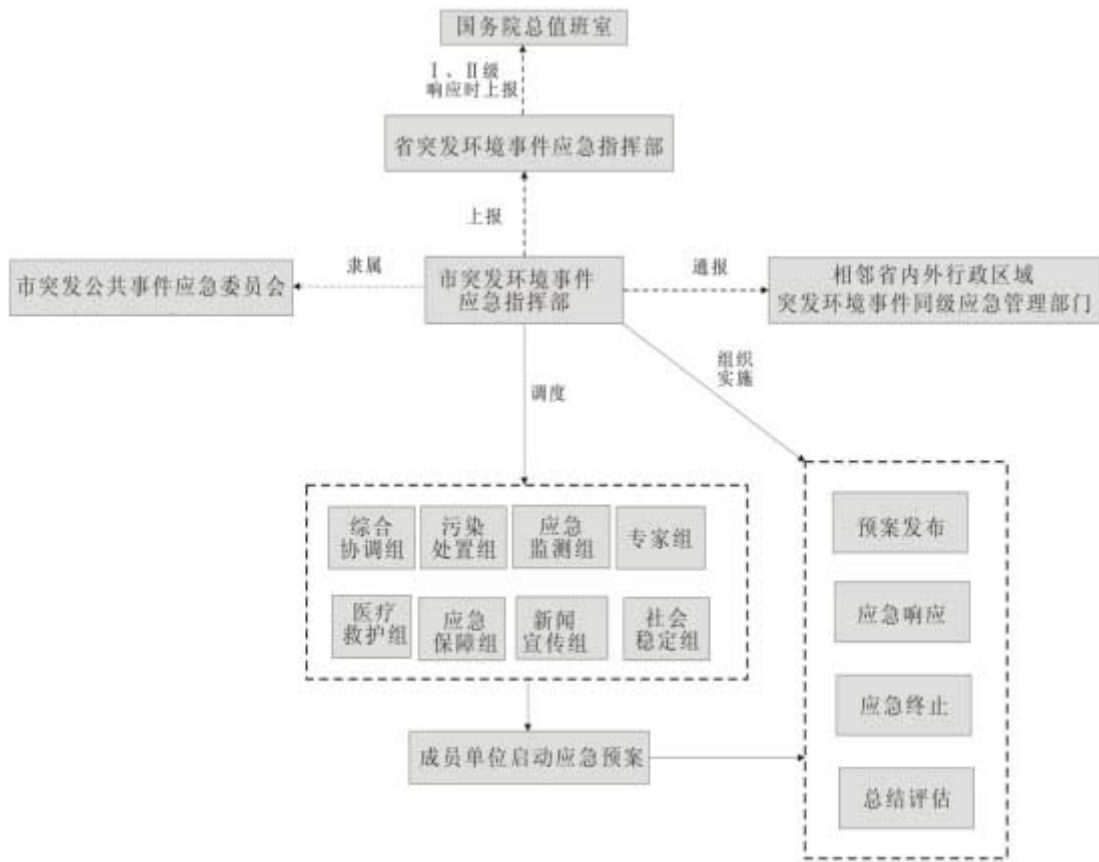 国务院总值班室
Ⅰ、Ⅱ级
响应时上报
省突发环境事件应急指挥部
上报
市突发公共事件应急委员会
隶属
市突发环境事件
应急指挥部
通报
相邻省内外行政区域
突发环境事件同级应急管理部门
组织
实施
调度
综合
协调组
污染
处置组
应急
监测组
专家组
医疗
救护组
应急
保障组
新闻
宣传组
社会
稳定组
成员单位启动应急预案
预案发布
应急响应
应急终止
总结评估